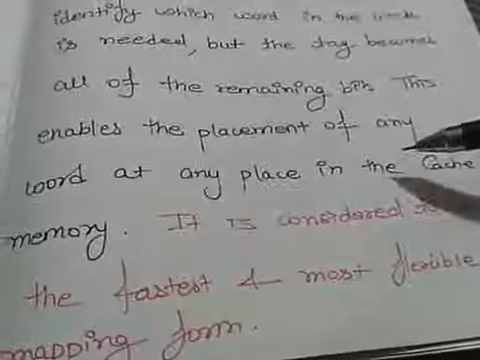 identify which word in the
is needed, but the tag becomes
all of the remaining bits This
enables the placement of any
word at any place in the Cache
memory. It is considered
the fastest & most flexible
mapping form.